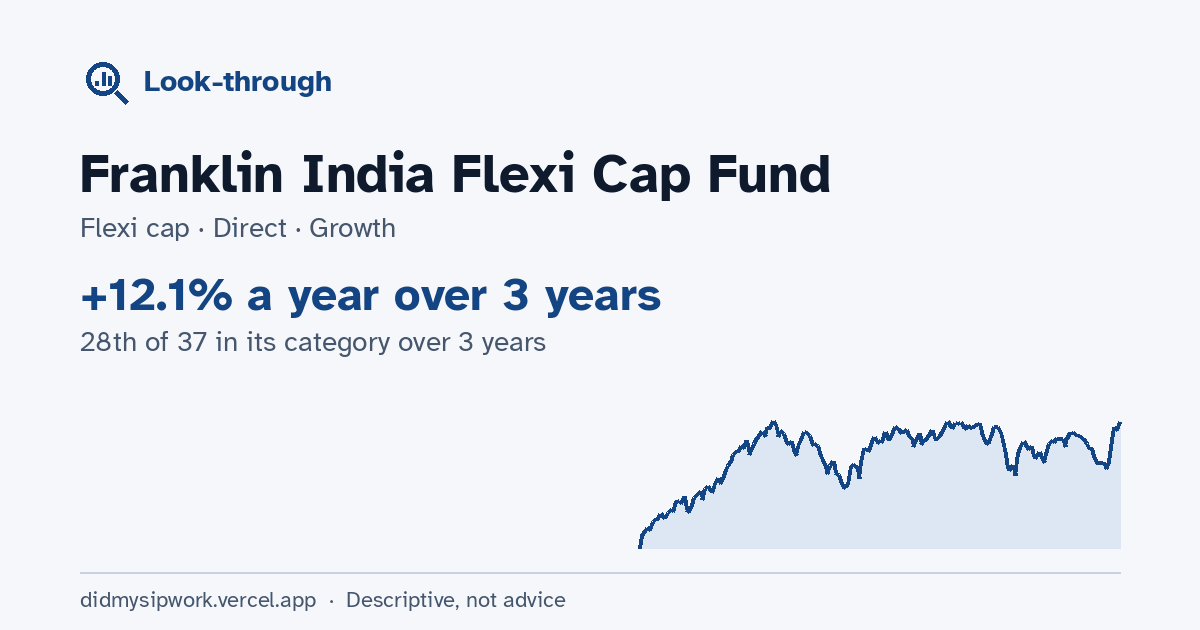 Look-through
Franklin India Flexi Cap Fund
Flexi cap · Direct · Growth
+12.1% a year over 3 years
28th of 37 in its category over 3 years
didmysipwork.vercel.app · Descriptive, not advice